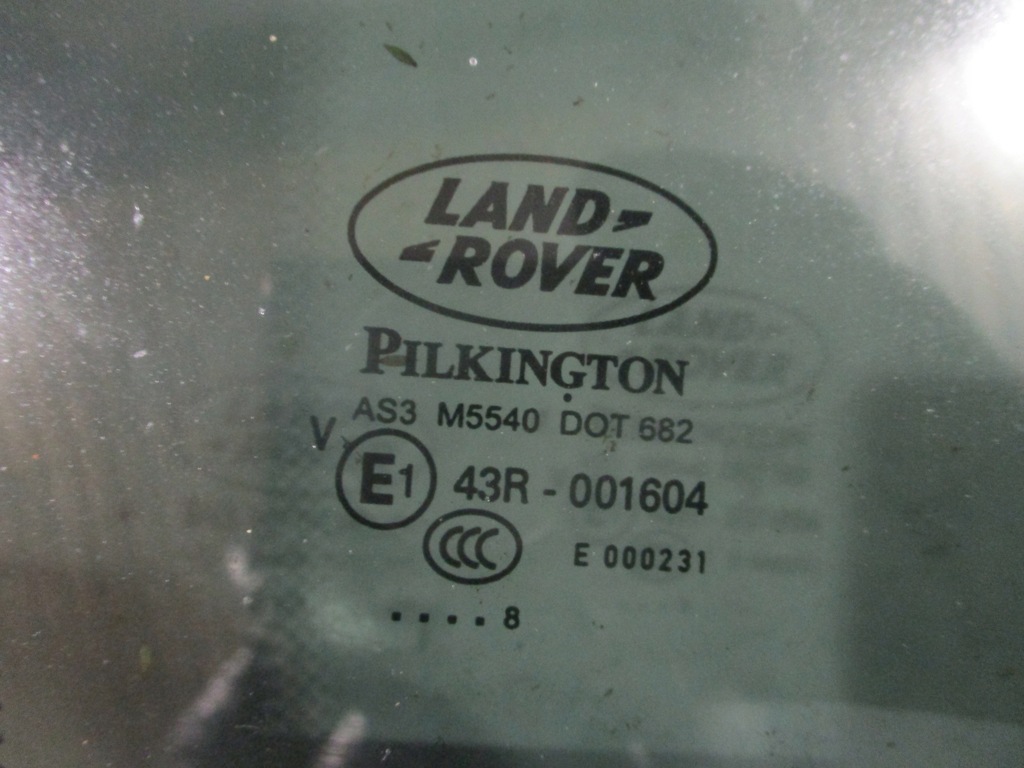 LAND-
-ROVER
PILKINGTON
AS3 M5540 DOT 682
V
E1 43R - 001604
CCC E 000231
.... 8